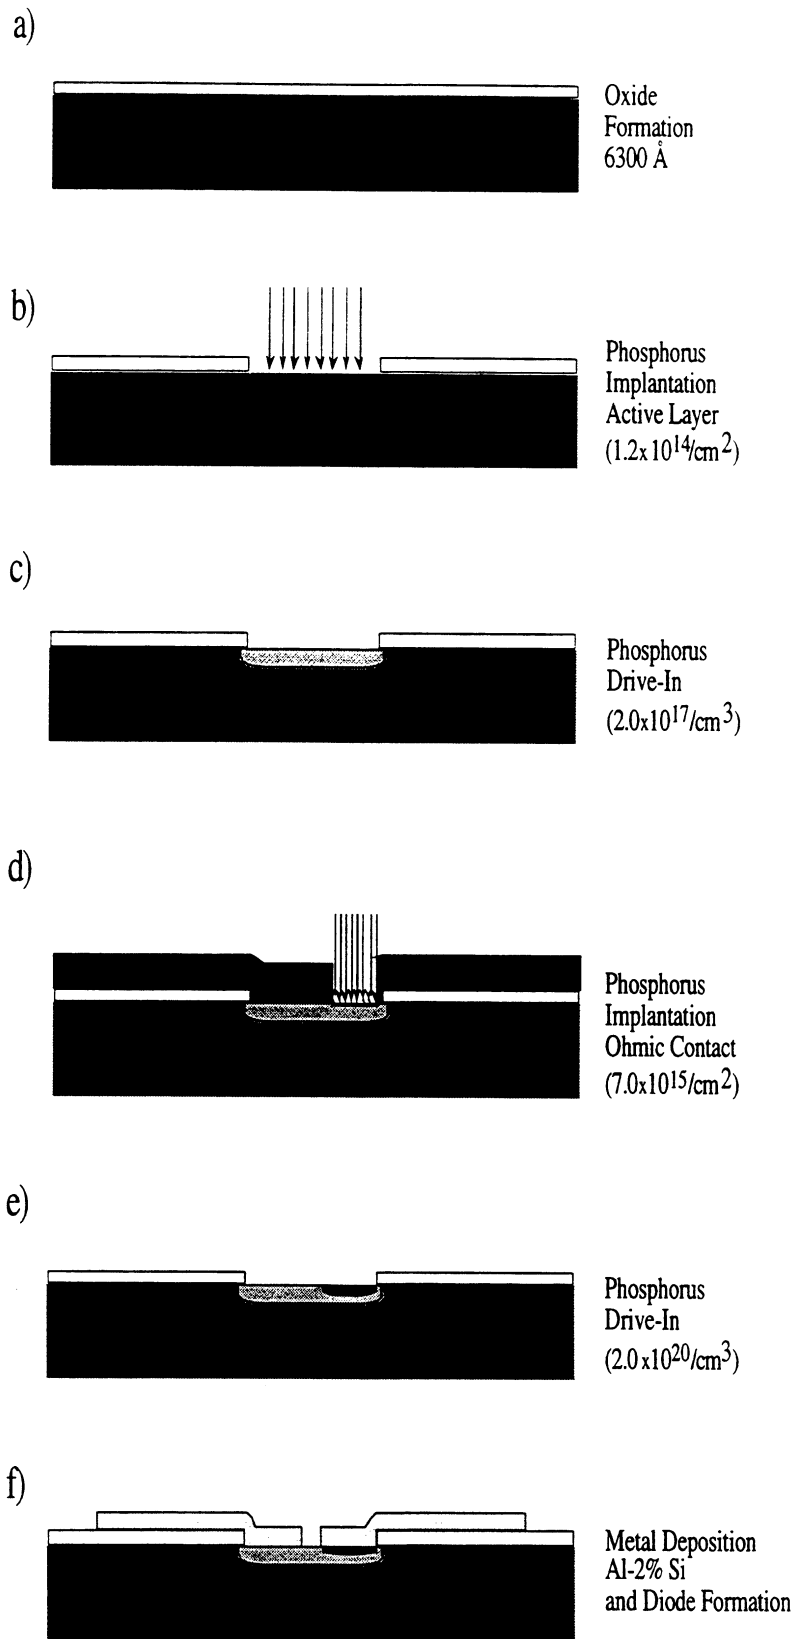 a)
Oxide
Formation
6300 Å
b)
Phosphorus
Implantation
Active Layer
(1.2x10¹⁴/cm²)
c)
Phosphorus
Drive-In
(2.0x10¹⁷/cm³)
d)
Phosphorus
Implantation
Ohmic Contact
(7.0x10¹⁵/cm²)
e)
Phosphorus
Drive-In
(2.0x10²⁰/cm³)
f)
Metal Deposition
Al-2% Si
and Diode Formation